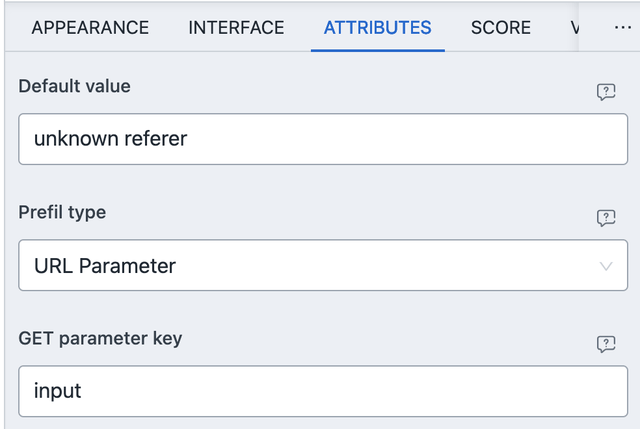 APPEARANCE INTERFACE ATTRIBUTES SCORE ...
Default value
unknown referer
Prefil type
URL Parameter
GET parameter key
input